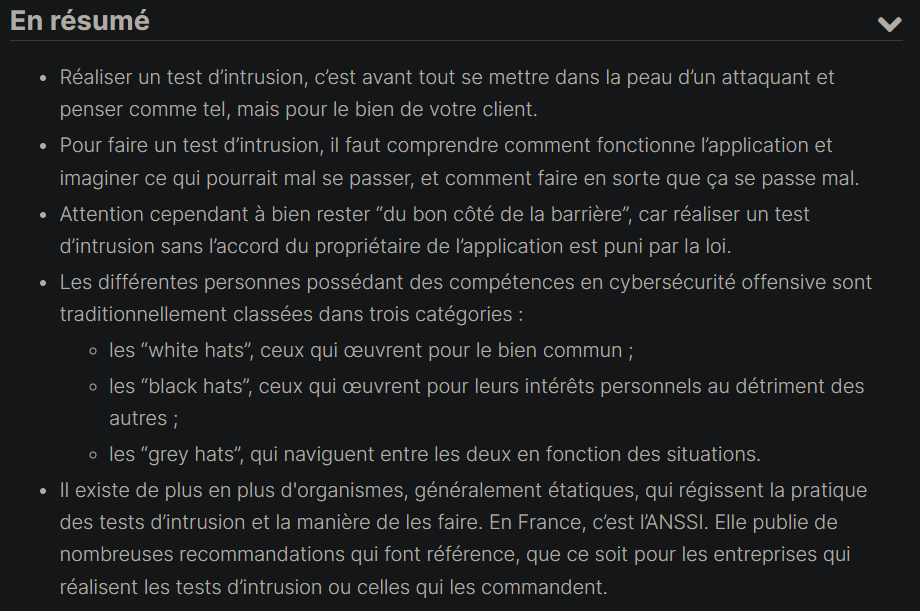 En résumé
• Réaliser un test d’intrusion, c’est avant tout se mettre dans la peau d’un attaquant et
penser comme tel, mais pour le bien de votre client.
• Pour faire un test d’intrusion, il faut comprendre comment fonctionne l’application et
imaginer ce qui pourrait mal se passer, et comment faire en sorte que ça se passe mal.
• Attention cependant à bien rester “du bon côté de la barrière”, car réaliser un test
d’intrusion sans l’accord du propriétaire de l’application est puni par la loi.
• Les différentes personnes possédant des compétences en cybersécurité offensive sont
traditionnellement classées dans trois catégories :
◦ les “white hats”, ceux qui œuvrent pour le bien commun ;
◦ les “black hats”, ceux qui œuvrent pour leurs intérêts personnels au détriment des
autres ;
◦ les “grey hats”, qui naviguent entre les deux en fonction des situations.
• Il existe de plus en plus d'organismes, généralement étatiques, qui régissent la pratique
des tests d’intrusion et la manière de les faire. En France, c’est l’ANSSI. Elle publie de
nombreuses recommandations qui font référence, que ce soit pour les entreprises qui
réalisent les tests d’intrusion ou celles qui les commandent.